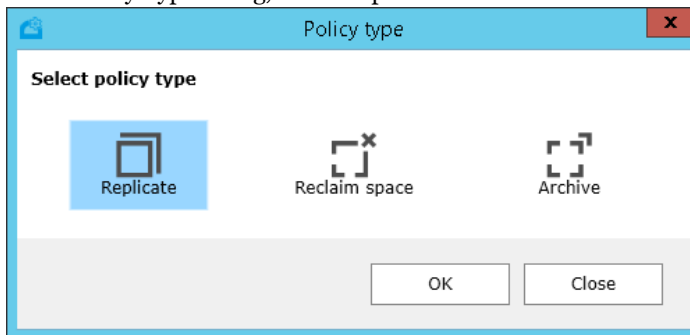 Policy type
x
Select policy type
Replicate Reclaim space Archive
OK Close